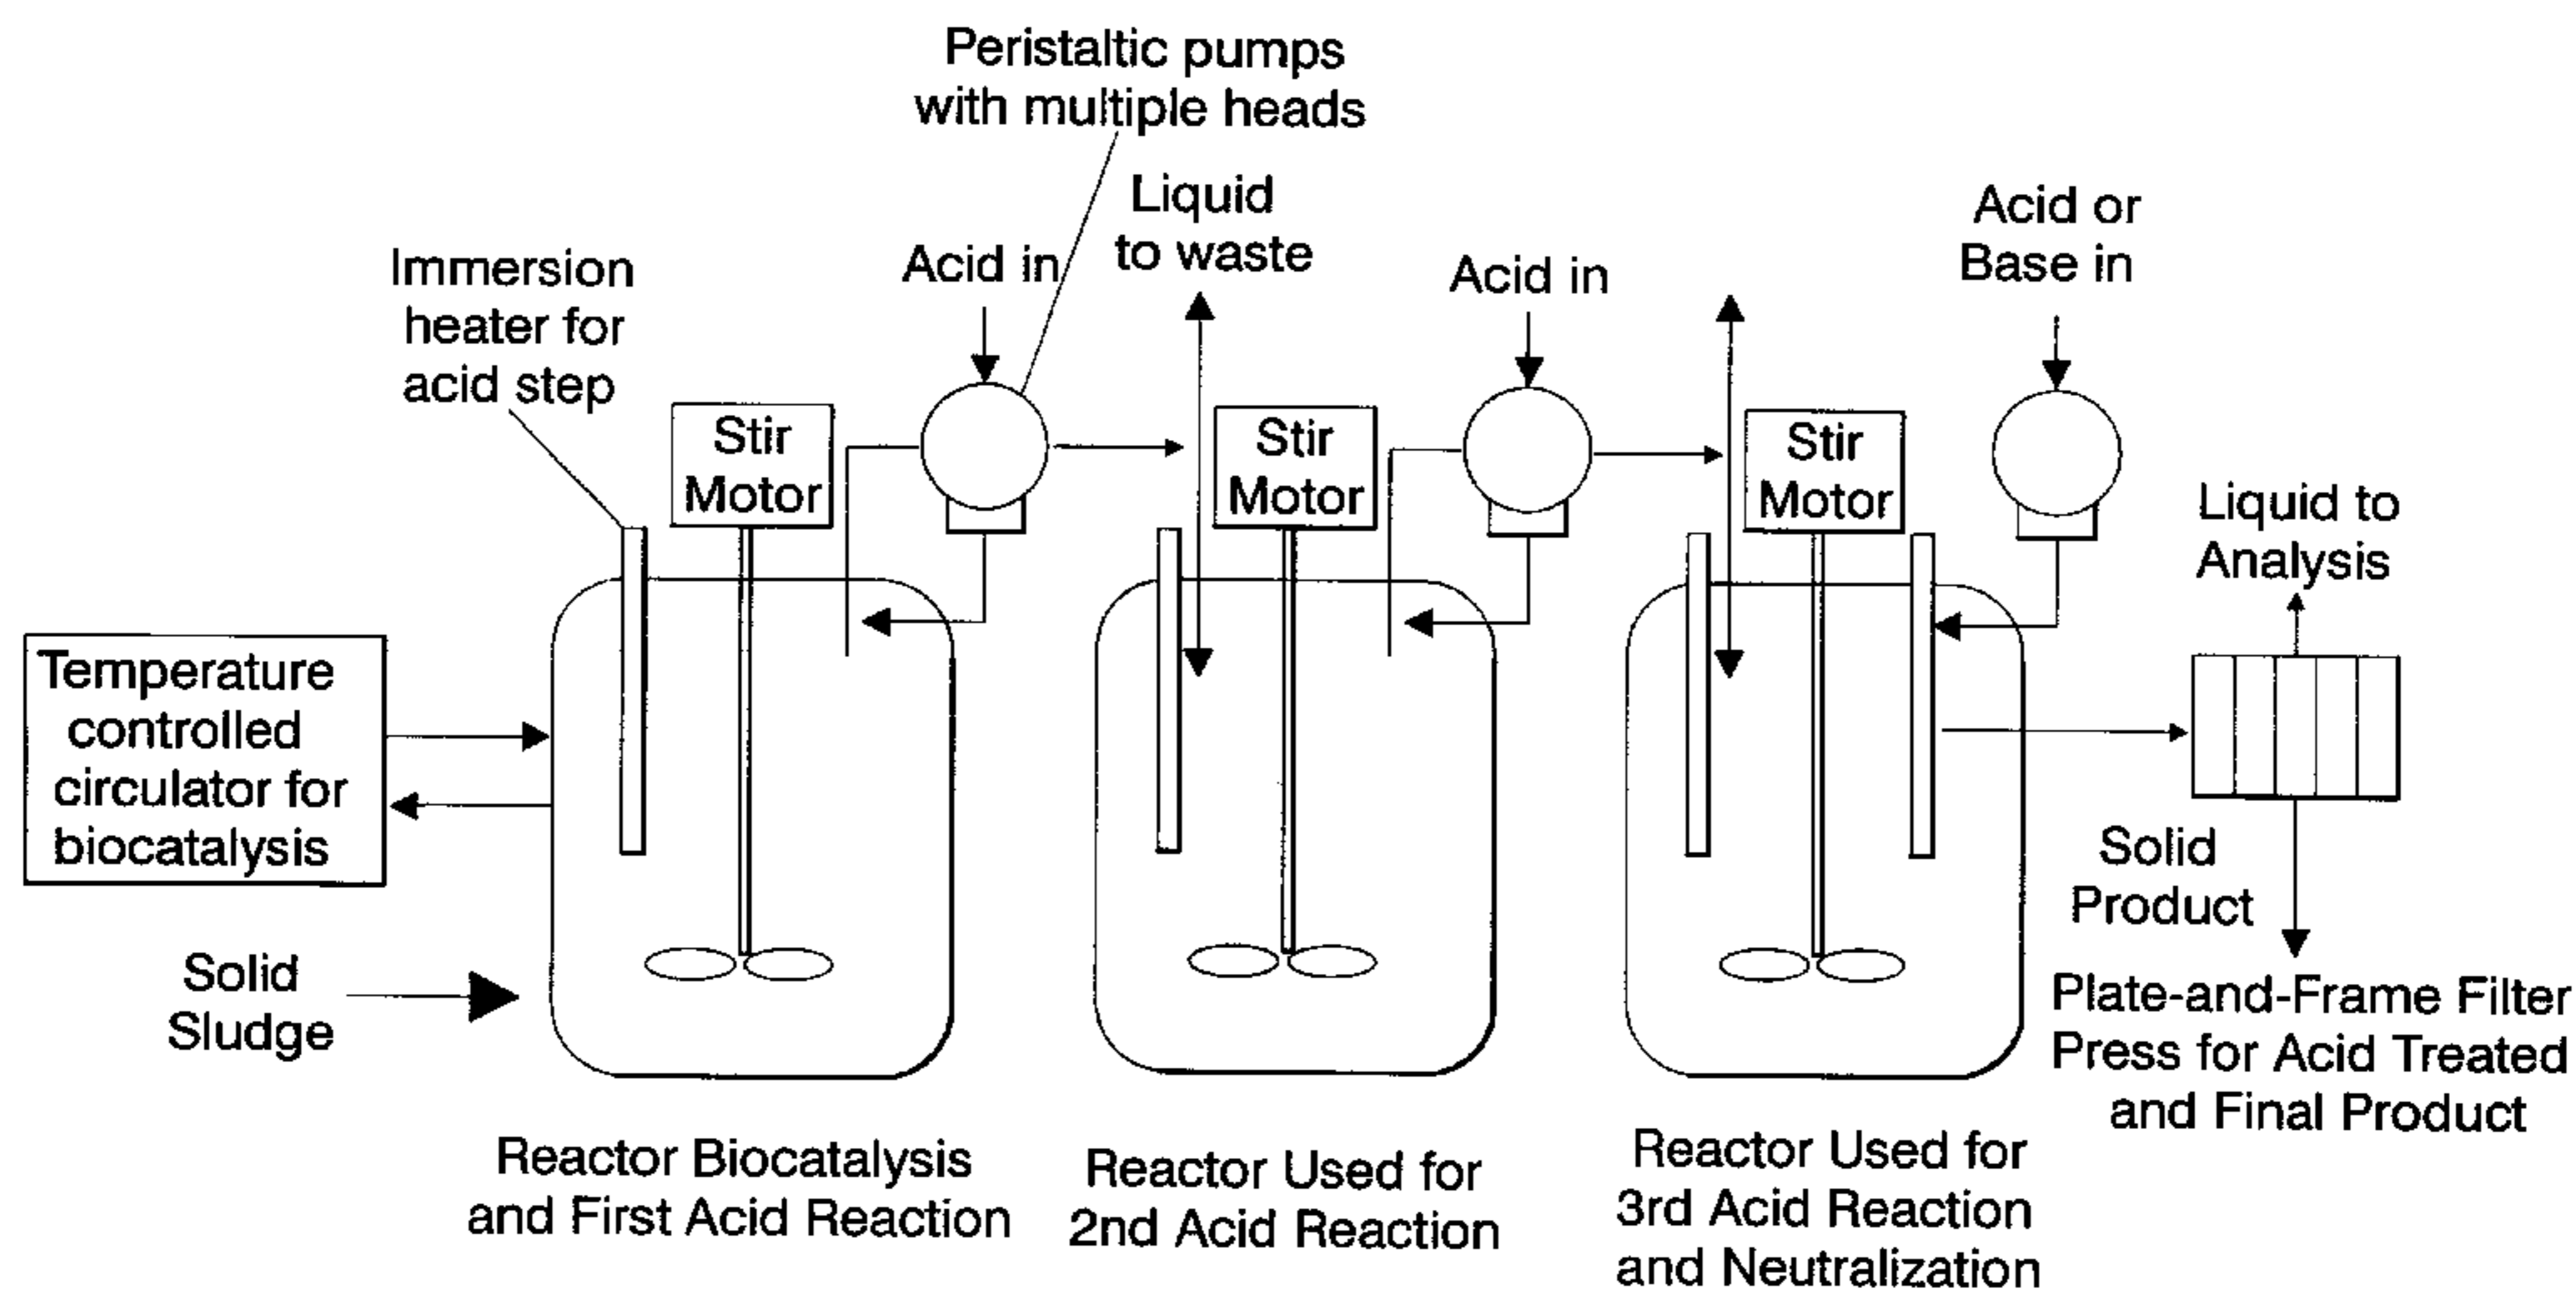 Peristaltic pumps
with multiple heads
Liquid
to waste
Acid in
Immersion
heater for
acid step
Acid in
Acid or
Base in
Stir
Motor
Stir
Motor
Stir
Motor
Liquid to
Analysis
Temperature
controlled
circulator for
biocatalysis
Solid
Sludge
Solid
Product
Plate-and-Frame Filter
Press for Acid Treated
and Final Product
Reactor Biocatalysis
and First Acid Reaction
Reactor Used for
2nd Acid Reaction
Reactor Used for
3rd Acid Reaction
and Neutralization